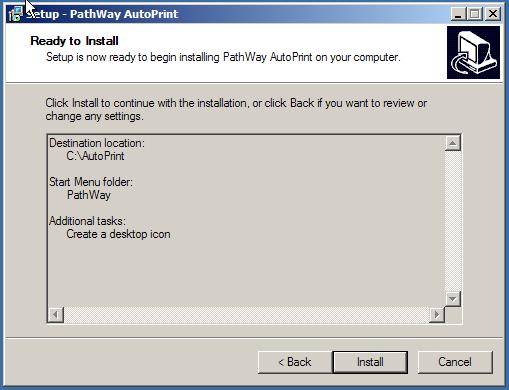 Setup - PathWay AutoPrint
Ready to Install
Setup is now ready to begin installing PathWay AutoPrint on your computer.
Click Install to continue with the installation, or click Back if you want to review or
change any settings.
Destination location:
C:\AutoPrint
Start Menu folder:
PathWay
Additional tasks:
Create a desktop icon
< Back
Install
Cancel